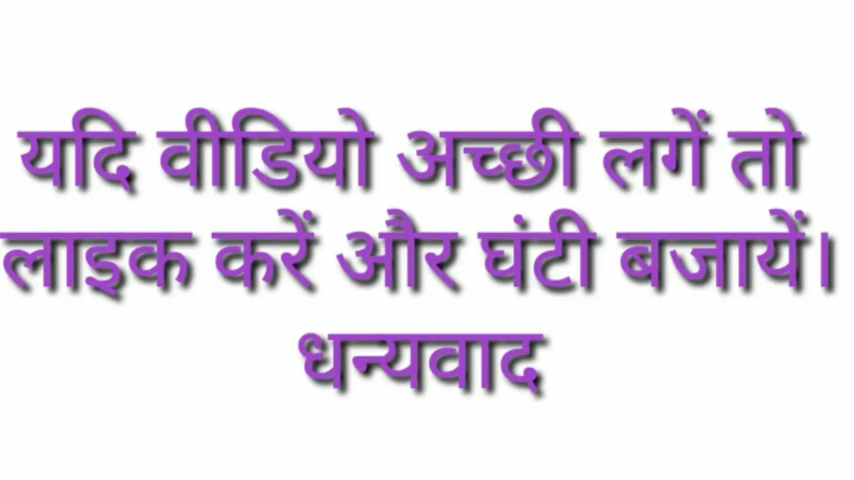 यदि वीडियो अच्छी लगें तो
लाइक करें और घंटी बजायें।
धन्यवाद